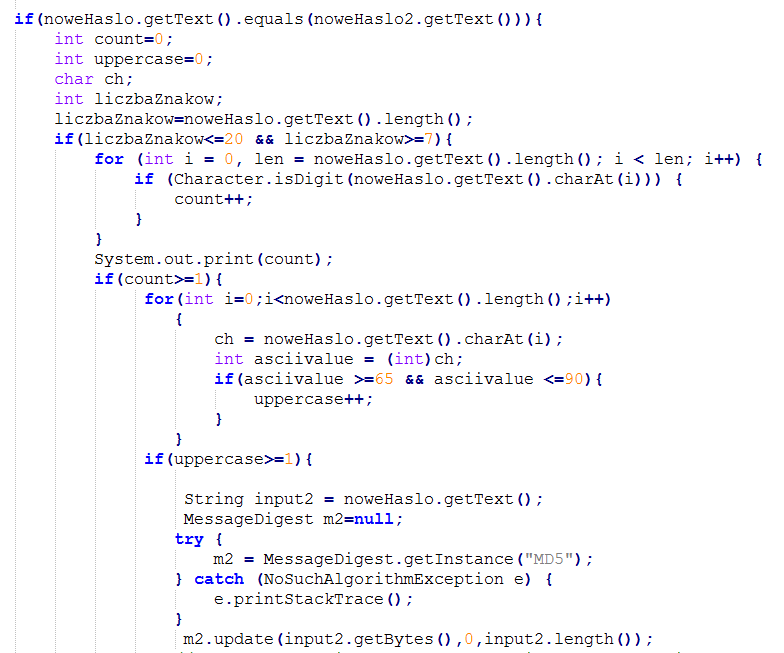 if(noweHaslo.getText().equals(noweHaslo2.getText())){
int count=0;
int uppercase=0;
char ch;
int liczbaZnakow;
liczbaZnakow=noweHaslo.getText().length();
if(liczbaZnakow<=20 && liczbaZnakow>=7){
for (int i = 0, len = noweHaslo.getText().length(); i < len; i++) {
if (Character.isDigit(noweHaslo.getText().charAt(i))) {
count++;
}
}
System.out.print(count);
if(count>=1){
for(int i=0;i<noweHaslo.getText().length();i++)
{
ch = noweHaslo.getText().charAt(i);
int asciivalue = (int)ch;
if(asciivalue >=65 && asciivalue <=90){
uppercase++;
}
}
if(uppercase>=1){
String input2 = noweHaslo.getText();
MessageDigest m2=null;
try {
m2 = MessageDigest.getInstance("MD5");
} catch (NoSuchAlgorithmException e) {
e.printStackTrace();
}
m2.update(input2.getBytes(),0,input2.length());